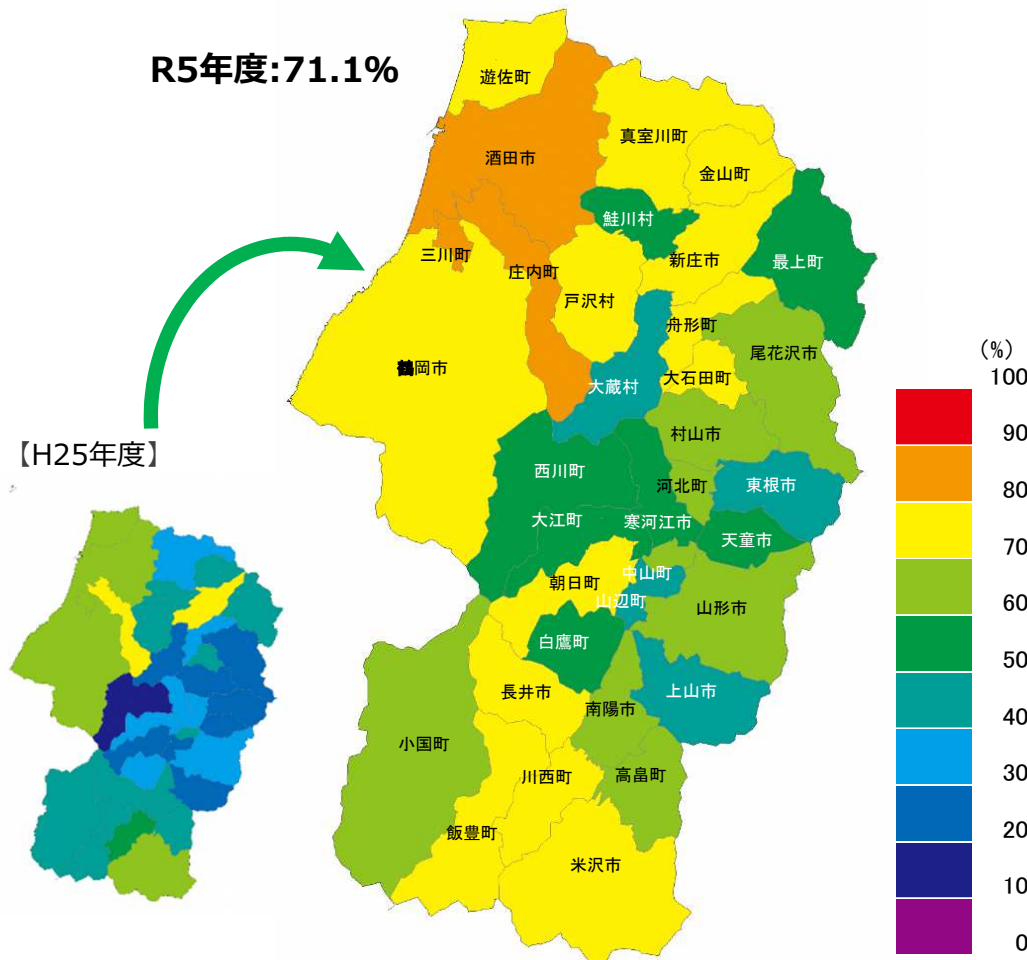 R5年度:71.1%
遊佐町
真室川町
酒田市
金山町
鮭川村
三川町
庄内町
新庄市
最上町
戸沢村
舟形町
尾花沢市
鶴岡市
大蔵村
大石田町
村山市
西川町
河北町
東根市
大江町
寒河江市
天童市
朝日町
中山町
山辺町
山形市
白鷹町
長井市
南陽市
上山市
小国町
川西町
高畠町
飯豊町
米沢市
【H25年度】
(%)
100
90
80
70
60
50
40
30
20
10
0